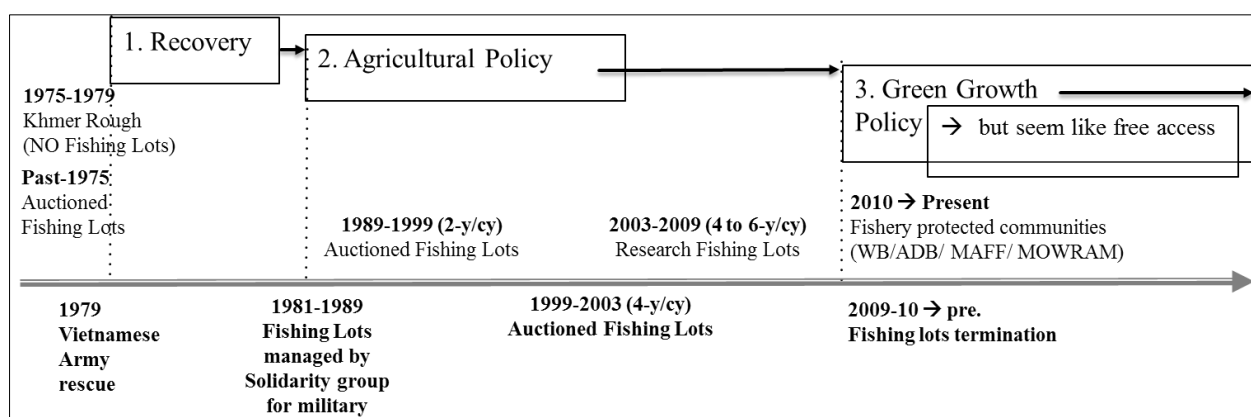 1. Recovery
2. Agricultural Policy
3. Green Growth
Policy
→ but seem like free access
1975-1979
Khmer Rough
(NO Fishing Lots)
Past-1975
Auctioned
Fishing Lots
1989-1999 (2-y/cy)
Auctioned Fishing Lots
2003-2009 (4 to 6-y/cy)
Research Fishing Lots
2010 → Present
Fishery protected communities
(WB/ADB/ MAFF/ MOWRAM)
1979
Vietnamese
Army
rescue
1981-1989
Fishing Lots
managed by
Solidarity group
for military
1999-2003 (4-y/cy)
Auctioned Fishing Lots
2009-10 → pre.
Fishing lots termination